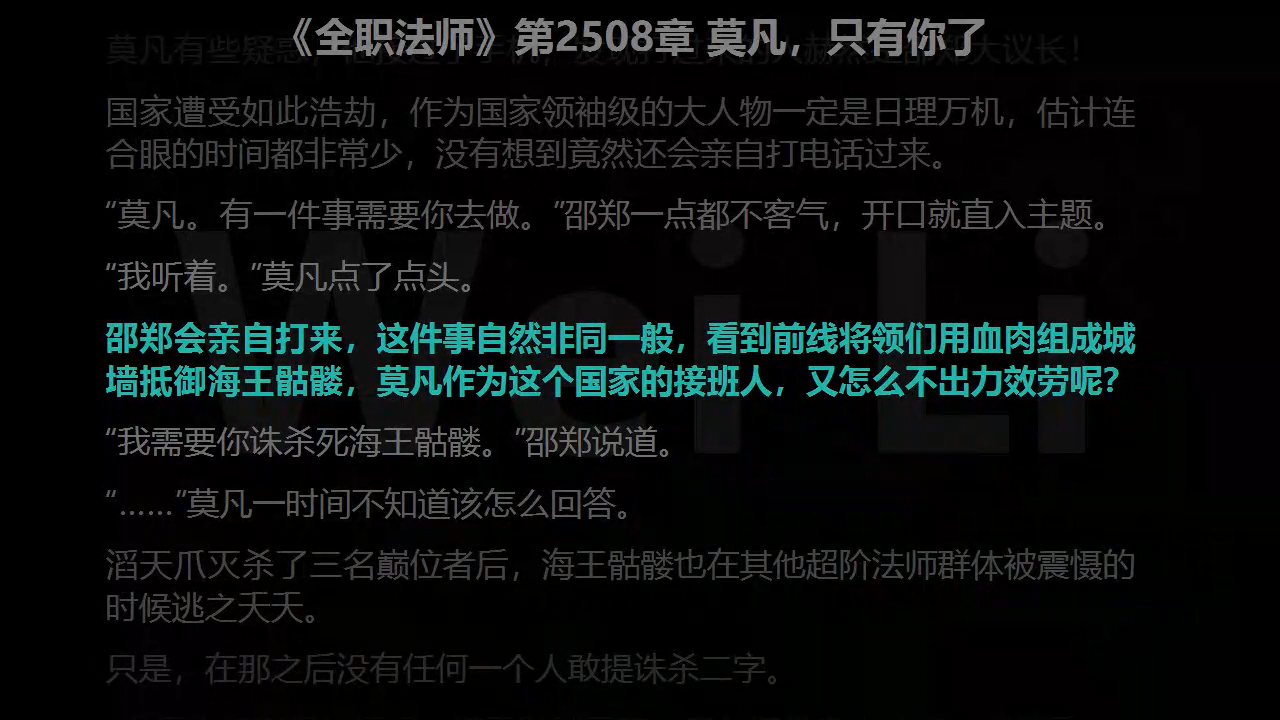 《全职法师》第2508章 莫凡，只有你了
国家遭受如此浩劫，作为国家领袖级的大人物一定是日理万机，估计连
合眼的时间都非常少，没有想到竟然还会亲自打电话过来。
“莫凡。有一件事需要你去做。”邵郑一点都不客气，开口就直入主题。
“我听着。”莫凡点了点头。
邵郑会亲自打来，这件事自然非同一般，看到前线将领们用血肉组成城
墙抵御海王骷髅，莫凡作为这个国家的接班人，又怎么不出力效劳呢？
“我需要你诛杀死海王骷髅。”邵郑说道。
“……”莫凡一时间不知道该怎么回答。
滔天爪灭杀了三名巅位者后，海王骷髅也在其他超阶法师群体被震慑的
时候逃之夭夭。
只是，在那之后没有任何一个人敢提诛杀二字。
Wei Li